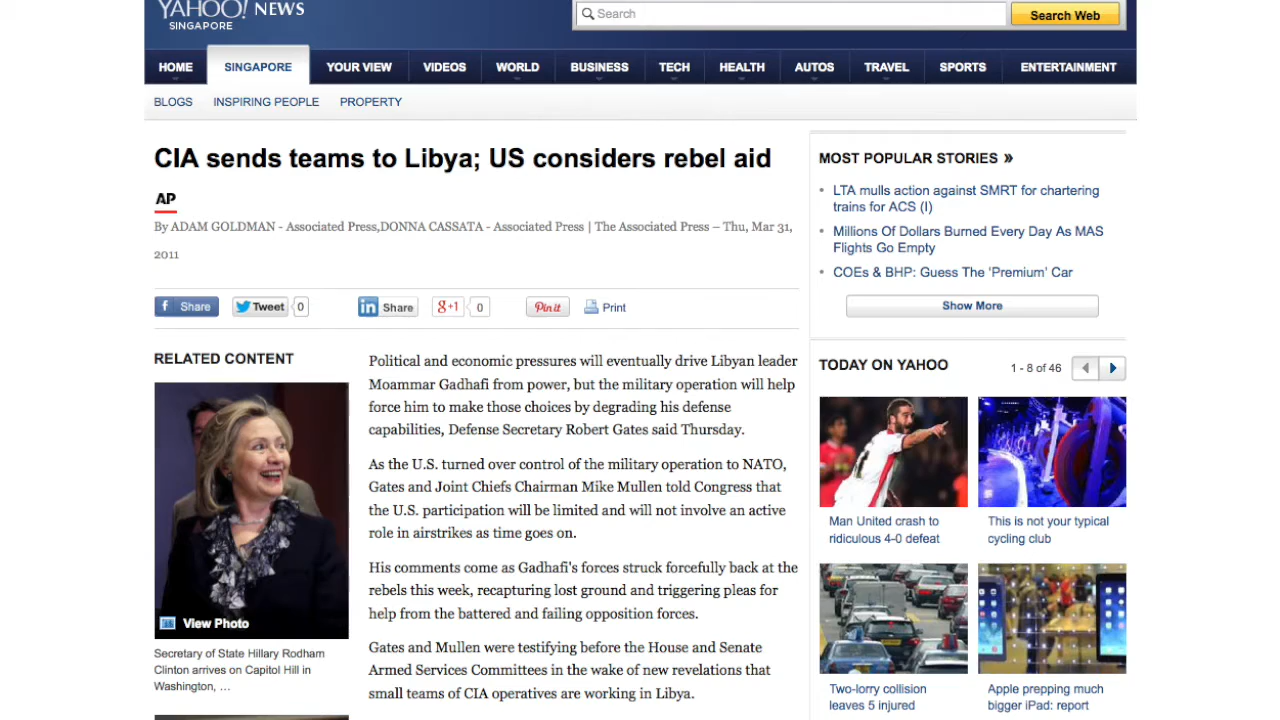 YAHOO! NEWS
SINGAPORE
Search
Search Web
HOME
SINGAPORE
YOUR VIEW
VIDEOS
WORLD
BUSINESS
TECH
HEALTH
AUTOS
TRAVEL
SPORTS
ENTERTAINMENT
BLOGS
INSPIRING PEOPLE
PROPERTY
CIA sends teams to Libya; US considers rebel aid
AP
By ADAM GOLDMAN - Associated Press,DONNA CASSATA - Associated Press | The Associated Press – Thu, Mar 31,
2011
f Share
Tweet 0
in Share
g+1 0
Pin it
Print
RELATED CONTENT
View Photo
Secretary of State Hillary Rodham
Clinton arrives on Capitol Hill in
Washington, …
Political and economic pressures will eventually drive Libyan leader
Moammar Gadhafi from power, but the military operation will help
force him to make those choices by degrading his defense
capabilities, Defense Secretary Robert Gates said Thursday.
As the U.S. turned over control of the military operation to NATO,
Gates and Joint Chiefs Chairman Mike Mullen told Congress that
the U.S. participation will be limited and will not involve an active
role in airstrikes as time goes on.
His comments come as Gadhafi's forces struck forcefully back at the
rebels this week, recapturing lost ground and triggering pleas for
help from the battered and failing opposition forces.
Gates and Mullen were testifying before the House and Senate
Armed Services Committees in the wake of new revelations that
small teams of CIA operatives are working in Libya.
MOST POPULAR STORIES »
• LTA mulls action against SMRT for chartering
trains for ACS (I)
• Millions Of Dollars Burned Every Day As MAS
Flights Go Empty
• COEs & BHP: Guess The ‘Premium’ Car
Show More
TODAY ON YAHOO
1 - 8 of 46
Man United crash to
ridiculous 4-0 defeat
This is not your typical
cycling club
Two-lorry collision
leaves 5 injured
Apple prepping much
bigger iPad: report